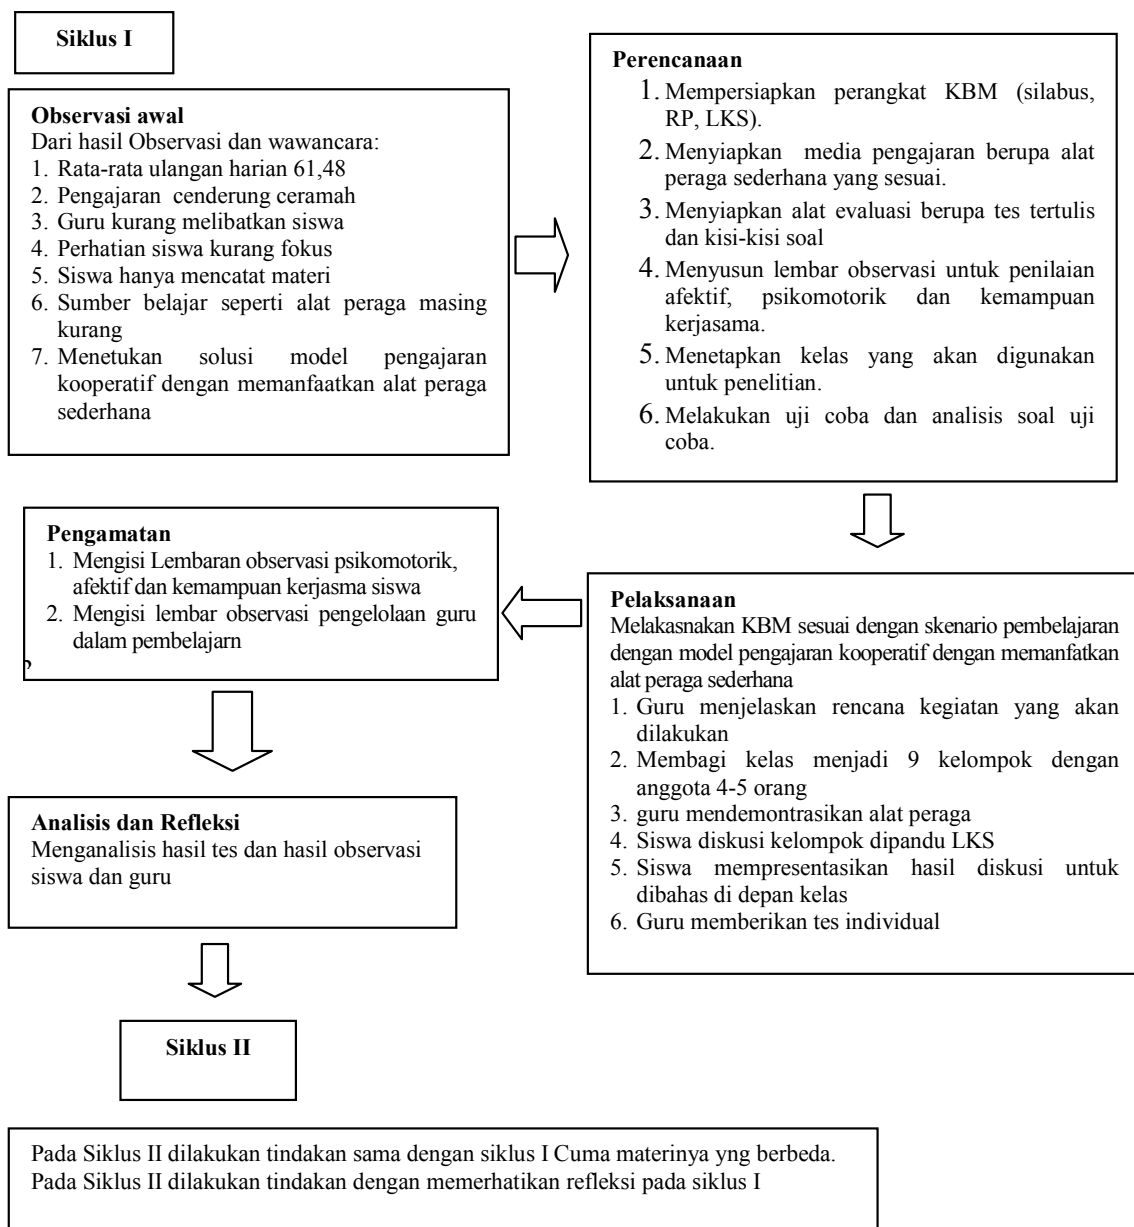 Siklus I
Observasi awal
Dari hasil Observasi dan wawancara:
1. Rata-rata ulangan harian 61,48
2. Pengajaran cenderung ceramah
3. Guru kurang melibatkan siswa
4. Perhatian siswa kurang fokus
5. Siswa hanya mencatat materi
6. Sumber belajar seperti alat peraga masing
kurang
7. Menetukan solusi model pengajaran
kooperatif dengan memanfaatkan alat peraga
sederhana
Perencanaan
1. Mempersiapkan perangkat KBM (silabus,
RP, LKS).
2. Menyiapkan media pengajaran berupa alat
peraga sederhana yang sesuai.
3. Menyiapkan alat evaluasi berupa tes tertulis
dan kisi-kisi soal
4. Menyusun lembar observasi untuk penilaian
afektif, psikomotorik dan kemampuan
kerjasama.
5. Menetapkan kelas yang akan digunakan
untuk penelitian.
6. Melakukan uji coba dan analisis soal uji
coba.
Pelaksanaan
Melakasnakan KBM sesuai dengan skenario pembelajaran
dengan model pengajaran kooperatif dengan memanfatkan
alat peraga sederhana
1. Guru menjelaskan rencana kegiatan yang akan
dilakukan
2. Membagi kelas menjadi 9 kelompok dengan
anggota 4-5 orang
3. guru mendemontrasikan alat peraga
4. Siswa diskusi kelompok dipandu LKS
5. Siswa mempresentasikan hasil diskusi untuk
dibahas di depan kelas
6. Guru memberikan tes individual
Pengamatan
1. Mengisi Lembaran observasi psikomotorik,
afektif dan kemampuan kerjasma siswa
2. Mengisi lembar observasi pengelolaan guru
dalam pembelajarn
Analisis dan Refleksi
Menganalisis hasil tes dan hasil observasi
siswa dan guru
Siklus II
Pada Siklus II dilakukan tindakan sama dengan siklus I Cuma materinya yng berbeda.
Pada Siklus II dilakukan tindakan dengan memerhatikan refleksi pada siklus I